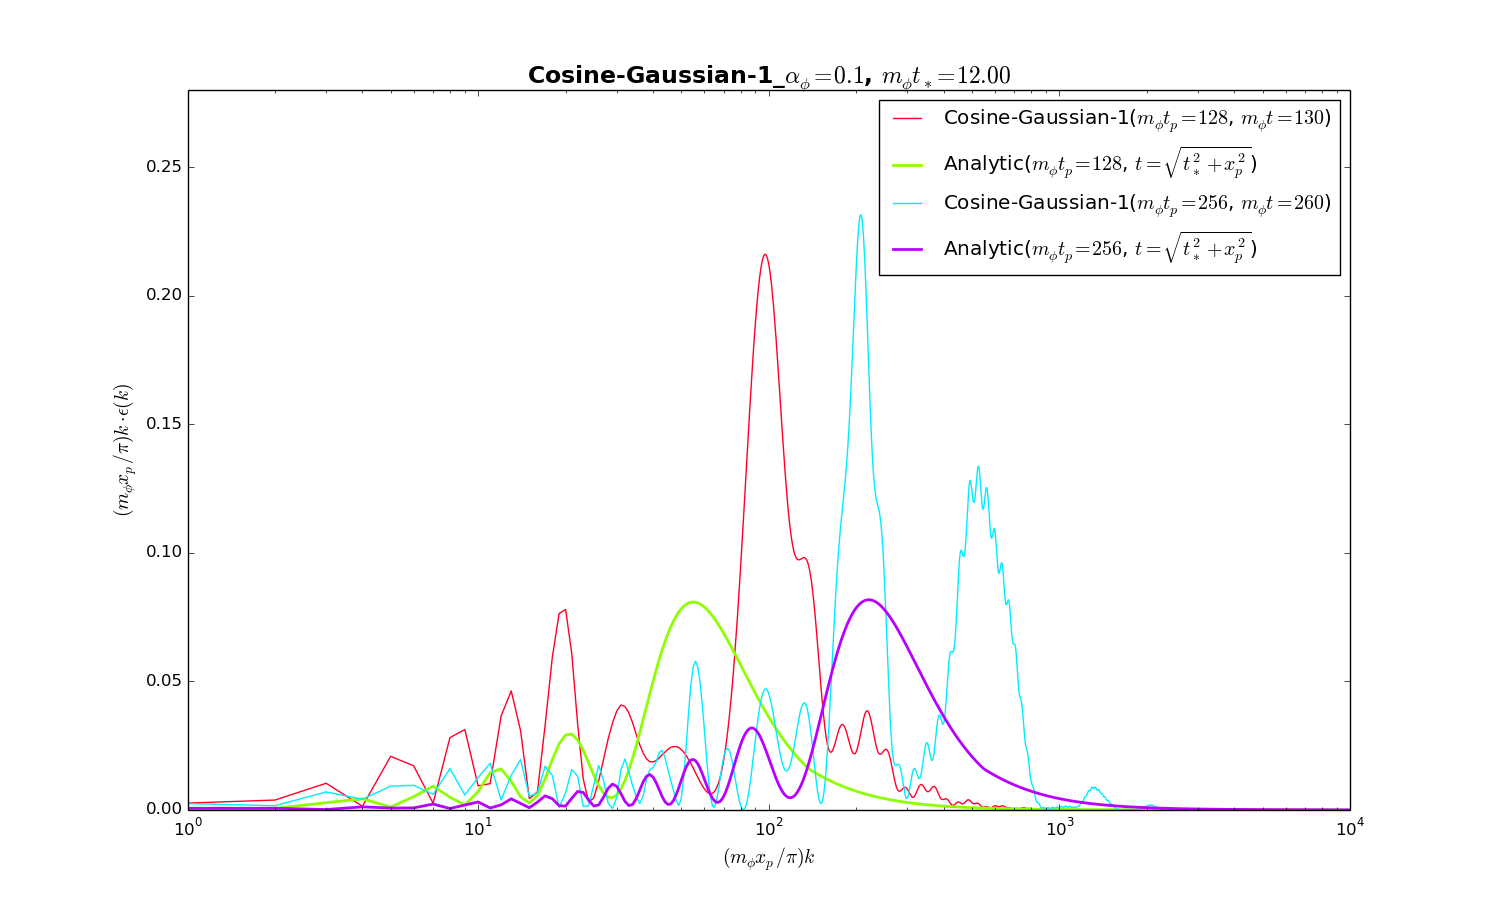 Cosine-Gaussian-1_α_ϕ=0.1, m_ϕt_*=12.00
Cosine-Gaussian-1(m_ϕt_p=128, m_ϕt=130)
Analytic(m_ϕt_p=128, t=√(t_*^2+x_p^2))
Cosine-Gaussian-1(m_ϕt_p=256, m_ϕt=260)
Analytic(m_ϕt_p=256, t=√(t_*^2+x_p^2))
0.25
0.20
0.15
0.10
0.05
0.00
(m_ϕx_p/π)k·ϵ(k)
10^0 10^1 10^2 10^3 10^4
(m_ϕx_p/π)k